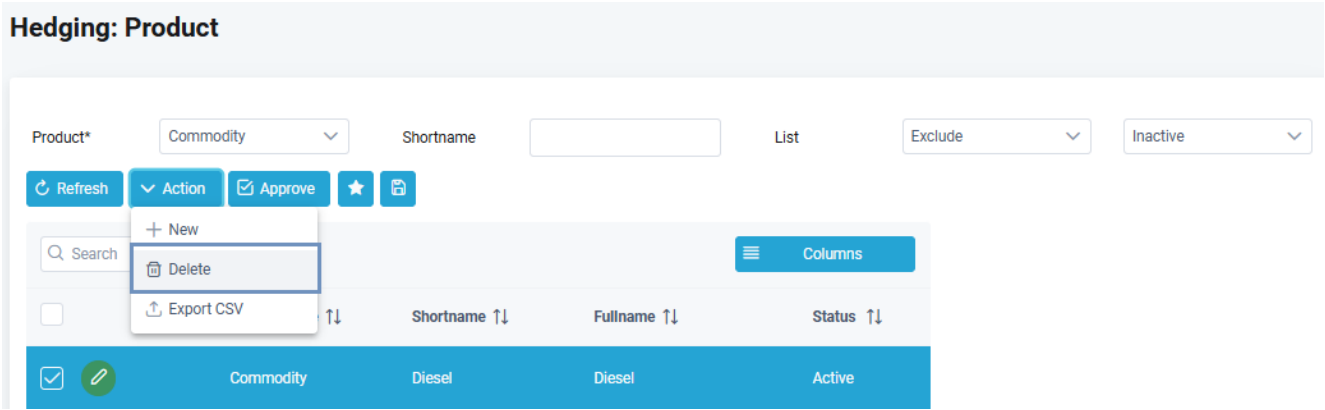 Hedging: Product
Product* Commodity Shortname List Exclude Inactive
Refresh Action Approve
New
Search Columns
Delete
Export CSV
Shortname Fullname Status
Commodity Diesel Diesel Active